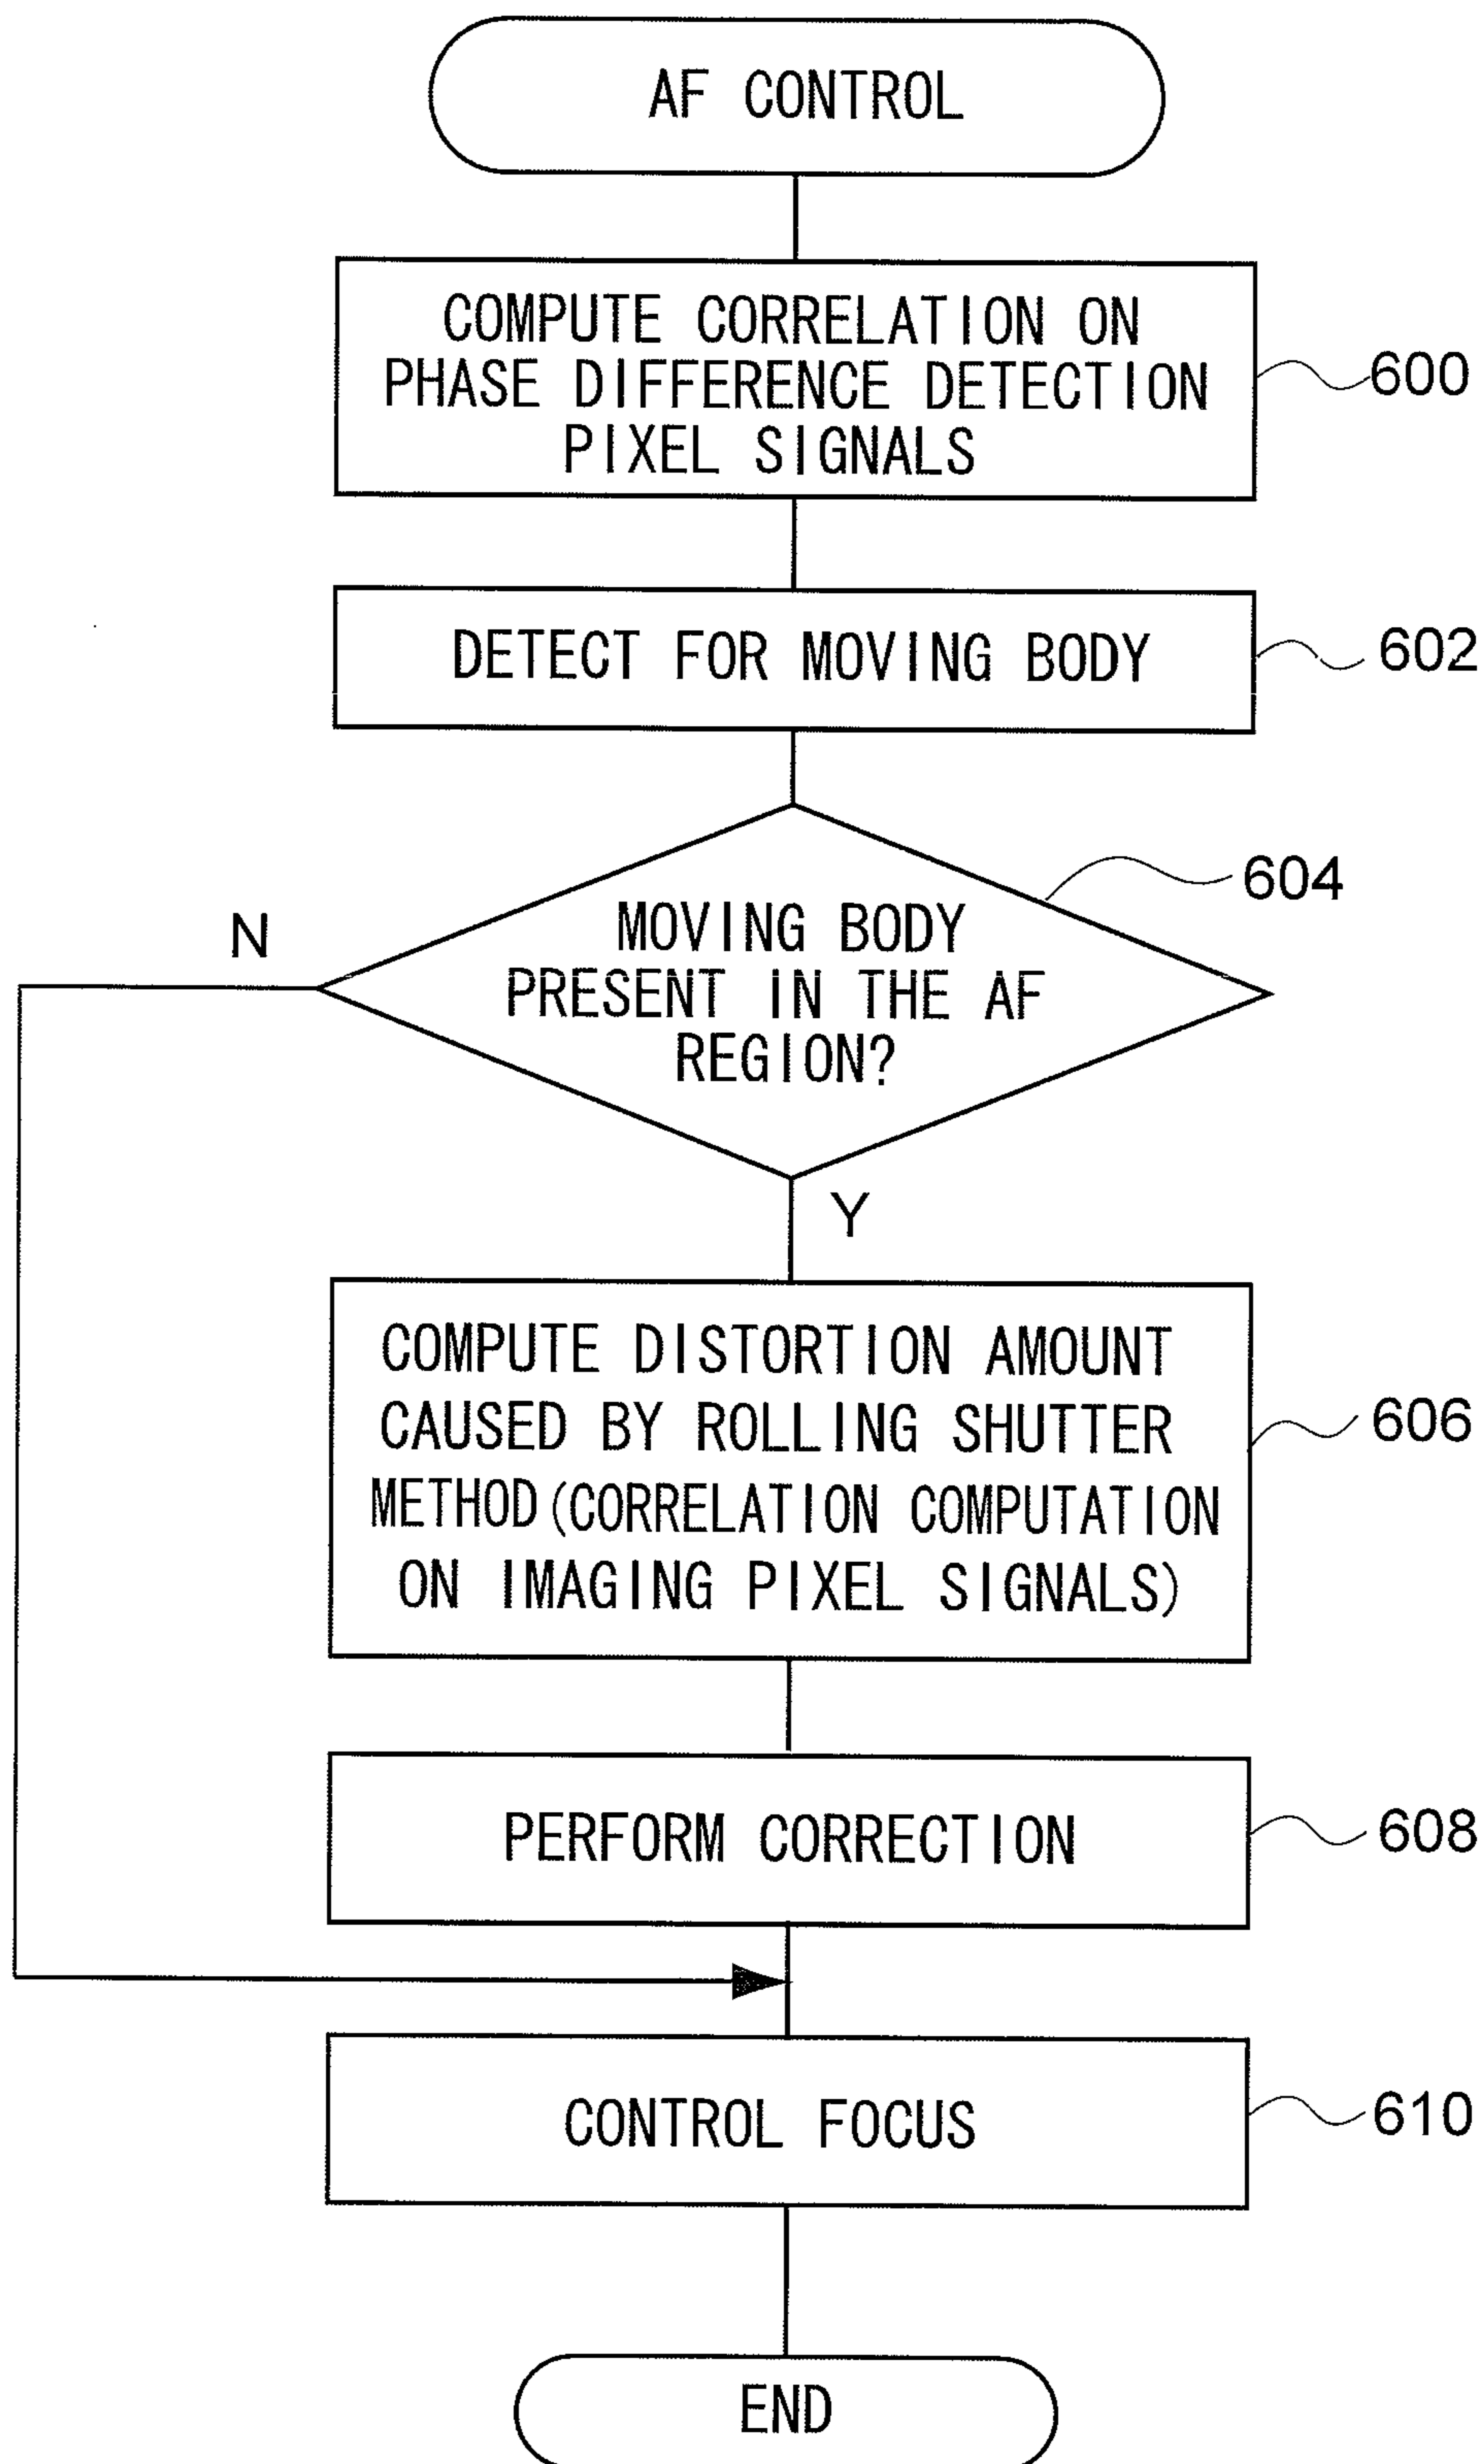 AF CONTROL
COMPUTE CORRELATION ON
PHASE DIFFERENCE DETECTION
PIXEL SIGNALS
600
DETECT FOR MOVING BODY
602
604
N
MOVING BODY
PRESENT IN THE AF
REGION?
Y
COMPUTE DISTORTION AMOUNT
CAUSED BY ROLLING SHUTTER
METHOD(CORRELATION COMPUTATION
ON IMAGING PIXEL SIGNALS)
606
PERFORM CORRECTION
608
CONTROL FOCUS
610
END